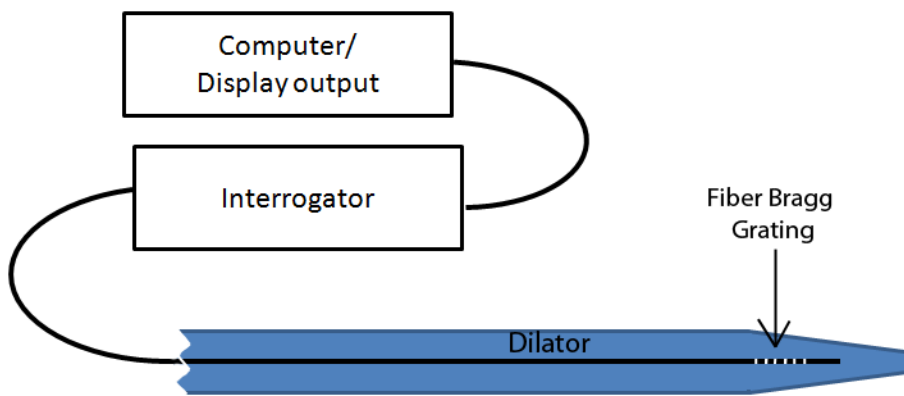 Computer/
Display output
Interrogator
Fiber Bragg
Grating
Dilator